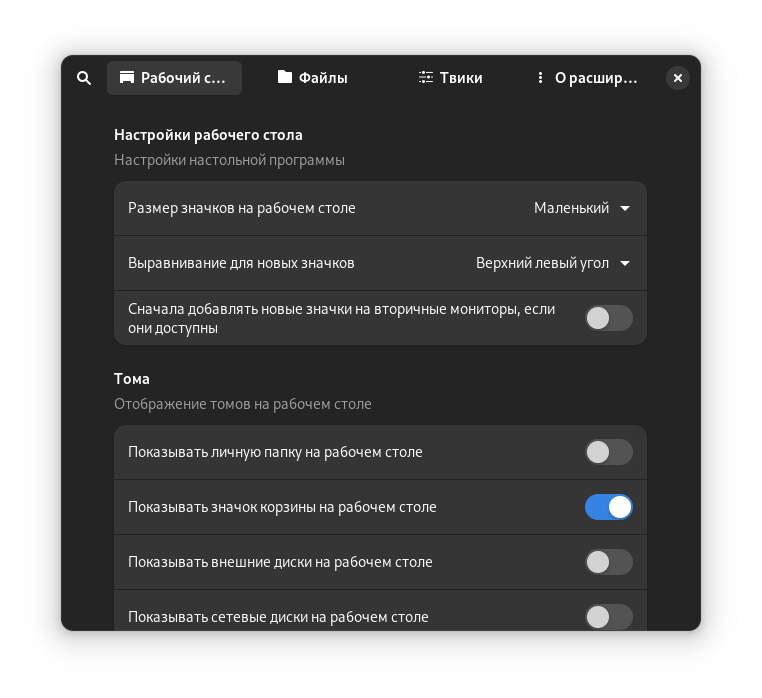 Рабочий с...
Файлы
Твики
О расшир...
Настройки рабочего стола
Настройки настольной программы
Размер значков на рабочем столе
Маленький
Выравнивание для новых значков
Верхний левый угол
Сначала добавлять новые значки на вторичные мониторы, если
они доступны
Тома
Отображение томов на рабочем столе
Показывать личную папку на рабочем столе
Показывать значок корзины на рабочем столе
Показывать внешние диски на рабочем столе
Показывать сетевые диски на рабочем столе